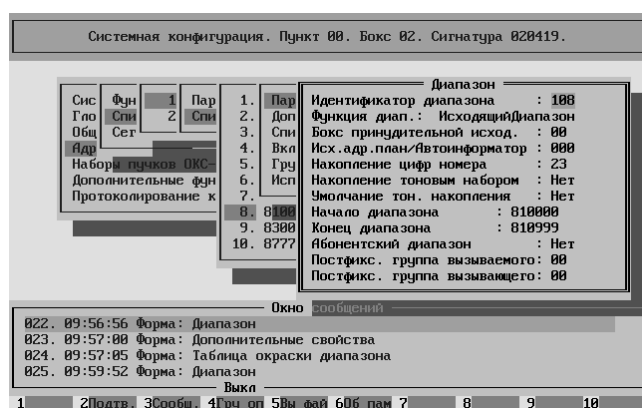 Системная конфигурация. Пункт 00. Бокс 02. Сигнатура 020419.
Сис
Гло
Общ
Адр
Наборы пучков ОКС-
Дополнительные фун
Протоколирование к
Фун
Спи
Сег
1 Пар
2 Спи
1. Пар
2. Доп
3. Спи
4. Вкл
5. Гру
6. Исп
7.
8. 8100
9. 8300
10. 8777
Диапазон
Идентификатор диапазона : 108
Функция диап.: ИсходящийДиапазон
Бокс принудительной исход. : 00
Исх.адр.план/Автоинформатор : 000
Накопление цифр номера : 23
Накопление тоновым набором : Нет
Умолчание тон. накопления : Нет
Начало диапазона : 810000
Конец диапазона : 810999
Абонентский диапазон : Нет
Постфикс. группа вызываемого: 00
Постфикс. группа вызывающего: 00
Окно сообщений
022. 09:56:56 Форма: Диапазон
023. 09:57:00 Форма: Дополнительные свойства
024. 09:57:05 Форма: Таблица окраски диапазона
025. 09:59:52 Форма: Диапазон
Выкл
1 2Подтв. 3Сообщ. 4Гру оп 5Вы фай 6Об пам 7 8 9 10